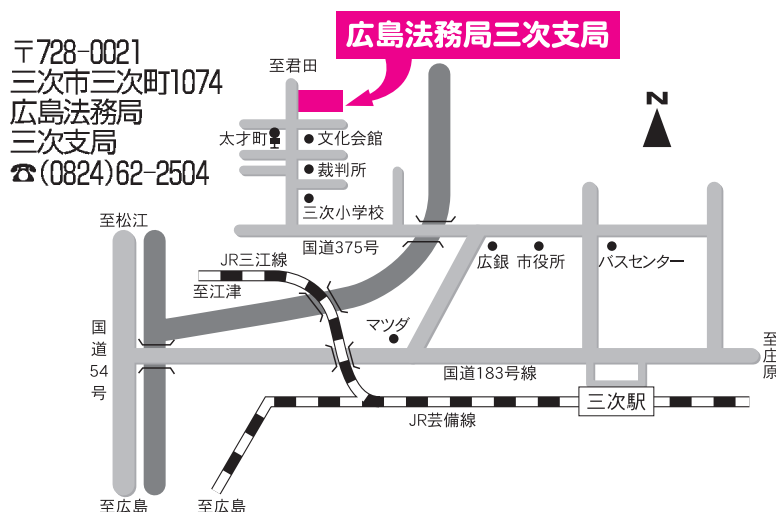 広島法務局三次支局
〒728-0021
三次市三次町1074
広島法務局
三次支局
☎(0824)62-2504
至君田
N
太才町
文化会館
裁判所
三次小学校
至松江
国道375号
JR三江線
至江津
広銀
市役所
バスセンター
マツダ
国道54号
国道183号線
至庄原
三次駅
JR芸備線
至広島
至広島